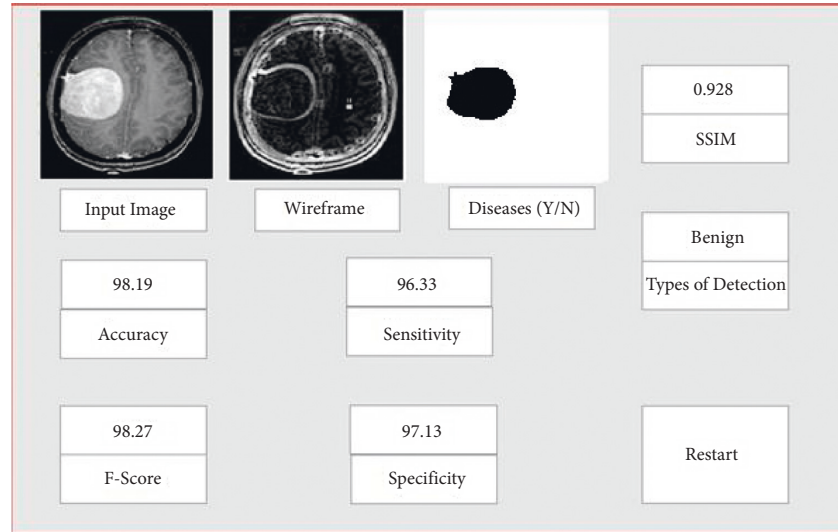 Input Image
Wireframe
Diseases (Y/N)
0.928
SSIM
Benign
Types of Detection
98.19
Accuracy
96.33
Sensitivity
98.27
F-Score
97.13
Specificity
Restart